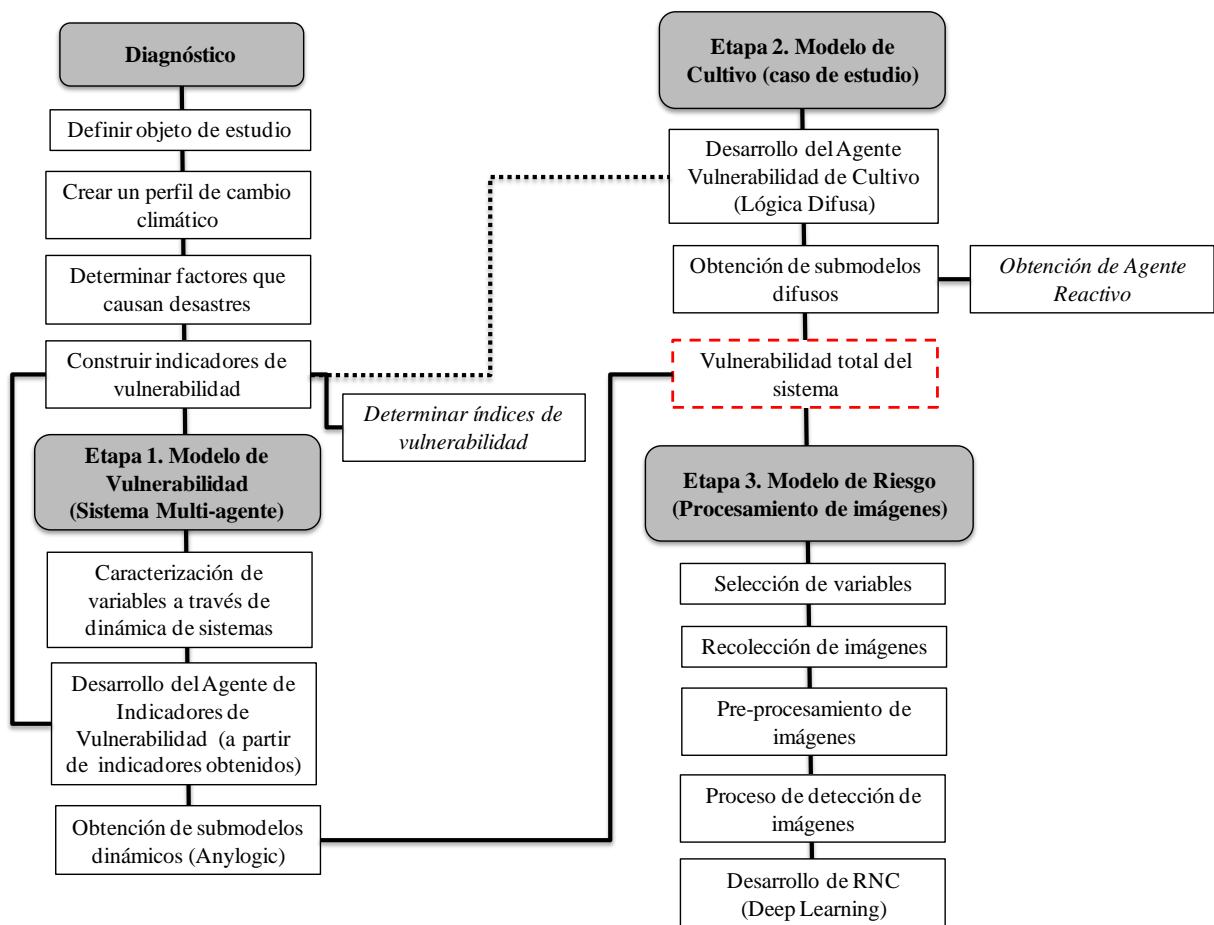 Diagnóstico
Definir objeto de estudio
Crear un perfil de cambio
climático
Determinar factores que
causan desastres
Construir indicadores de
vulnerabilidad
Determinar índices de
vulnerabilidad
Etapa 1. Modelo de
Vulnerabilidad
(Sistema Multi-agente)
Caracterización de
variables a través de
dinámica de sistemas
Desarrollo del Agente de
Indicadores de
Vulnerabilidad (a partir
de indicadores obtenidos)
Obtención de submodelos
dinámicos (Anylogic)
Etapa 2. Modelo de
Cultivo (caso de estudio)
Desarrollo del Agente
Vulnerabilidad de Cultivo
(Lógica Difusa)
Obtención de submodelos
difusos
Obtención de Agente
Reactivo
Vulnerabilidad total del
sistema
Etapa 3. Modelo de Riesgo
(Procesamiento de imágenes)
Selección de variables
Recolección de imágenes
Pre-procesamiento de
imágenes
Proceso de detección de
imágenes
Desarrollo de RNC
(Deep Learning)